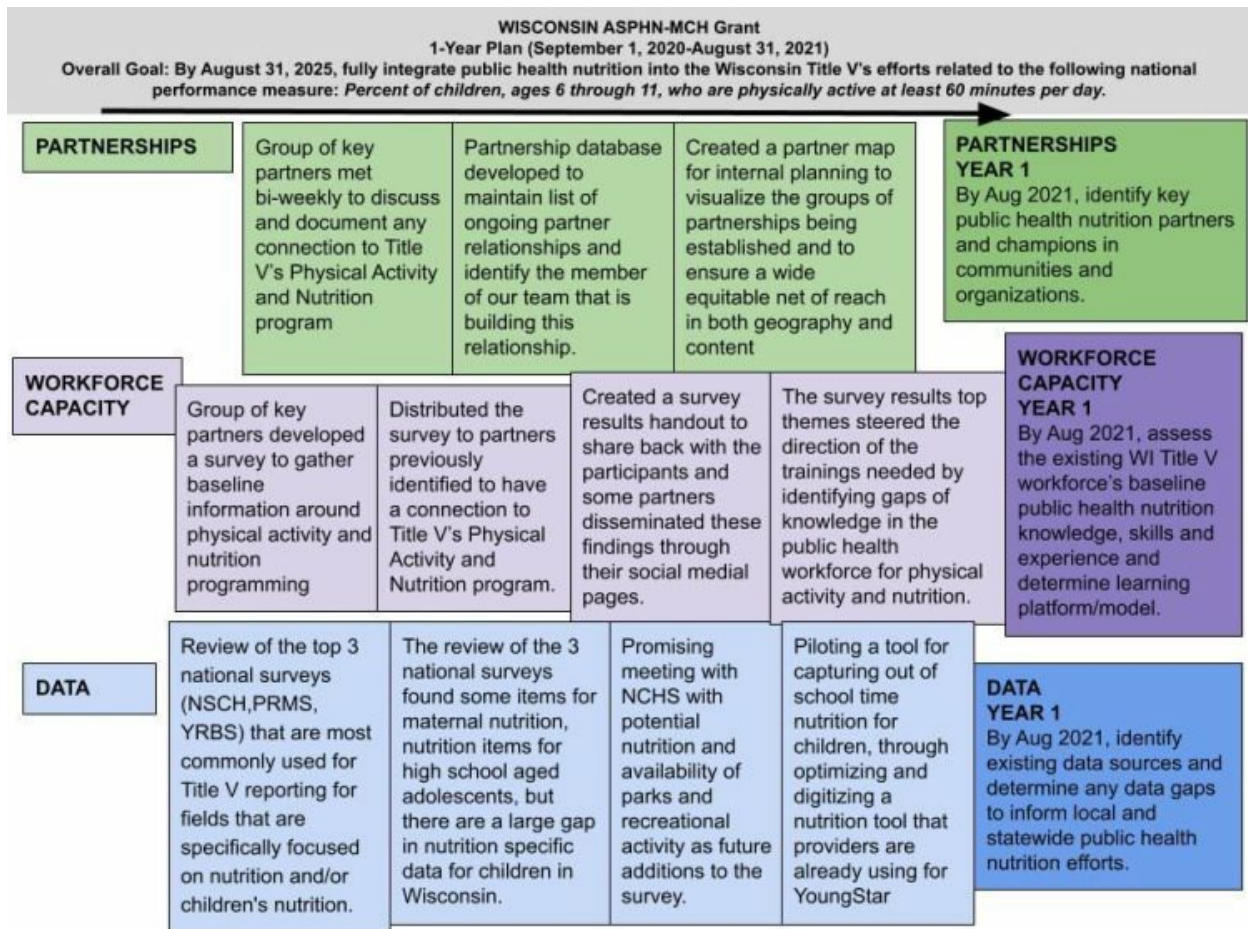 WISCONSIN ASPHN-MCH Grant
1-Year Plan (September 1, 2020-August 31, 2021)
Overall Goal: By August 31, 2025, fully integrate public health nutrition into the Wisconsin Title V's efforts related to the following national
performance measure: Percent of children, ages 6 through 11, who are physically active at least 60 minutes per day.
PARTNERSHIPS
Group of key
partners met
bi-weekly to discuss
and document any
connection to Title
V's Physical Activity
and Nutrition
program
Partnership database
developed to
maintain list of
ongoing partner
relationships and
identify the member
of our team that is
building this
relationship.
Created a partner map
for internal planning to
visualize the groups of
partnerships being
established and to
ensure a wide
equitable net of reach
in both geography and
content
PARTNERSHIPS
YEAR 1
By Aug 2021, identify key
public health nutrition partners
and champions in
communities and
organizations.
WORKFORCE
CAPACITY
Group of key
partners developed
a survey to gather
baseline
information around
physical activity and
nutrition
programming
Distributed the
survey to partners
previously
identified to have
a connection to
Title V's Physical
Activity and
Nutrition program.
Created a survey
results handout to
share back with the
participants and
some partners
disseminated these
findings through
their social medial
pages.
The survey results top
themes steered the
direction of the
trainings needed by
identifying gaps of
knowledge in the
public health
workforce for physical
activity and nutrition.
WORKFORCE
CAPACITY
YEAR 1
By Aug 2021, assess
the existing WI Title V
workforce's baseline
public health nutrition
knowledge, skills and
experience and
determine learning
platform/model.
DATA
Review of the top 3
national surveys
(NSCH,PRMS,
YRBS) that are most
commonly used for
Title V reporting for
fields that are
specifically focused
on nutrition and/or
children's nutrition.
The review of the 3
national surveys
found some items for
maternal nutrition,
nutrition items for
high school aged
adolescents, but
there are a large gap
in nutrition specific
data for children in
Wisconsin.
Promising
meeting with
NCHS with
potential
nutrition and
availability of
parks and
recreational
activity as future
additions to the
survey.
Piloting a tool for
capturing out of
school time
nutrition for
children, through
optimizing and
digitizing a
nutrition tool that
providers are
already using for
YoungStar
DATA
YEAR 1
By Aug 2021, identify
existing data sources and
determine any data gaps
to inform local and
statewide public health
nutrition efforts.